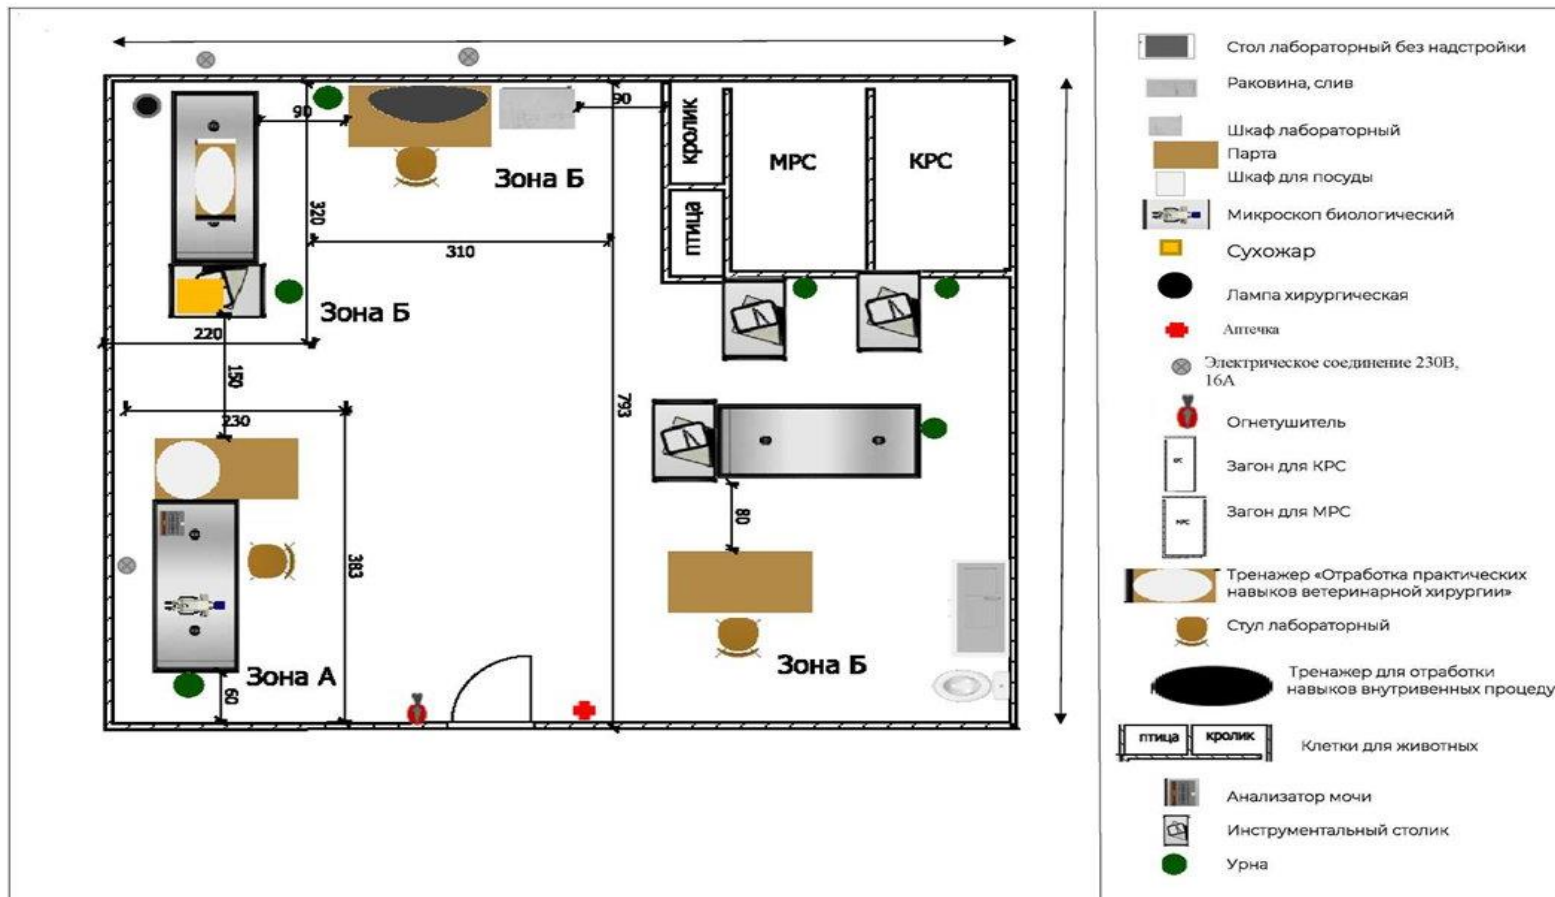 90
90
кролик
МРС
КРС
Зона Б
320
птица
310
Зона Б
220
150
230
793
80
383
Зона А
60
Зона Б
Стол лабораторный без надстройки
Раковина, слив
Шкаф лабораторный
Парта
Шкаф для посуды
Микроскоп биологический
Сухожар
Лампа хирургическая
Аптечка
Электрическое соединение 230В,
16А
Огнетушитель
КРС
Загон для КРС
МРС
Загон для МРС
Тренажер «Отработка практических
навыков ветеринарной хирургии»
Стул лабораторный
Тренажер для отработки
навыков внутривенных процеду
птица
кролик
Клетки для животных
Анализатор мочи
Инструментальный столик
Урна